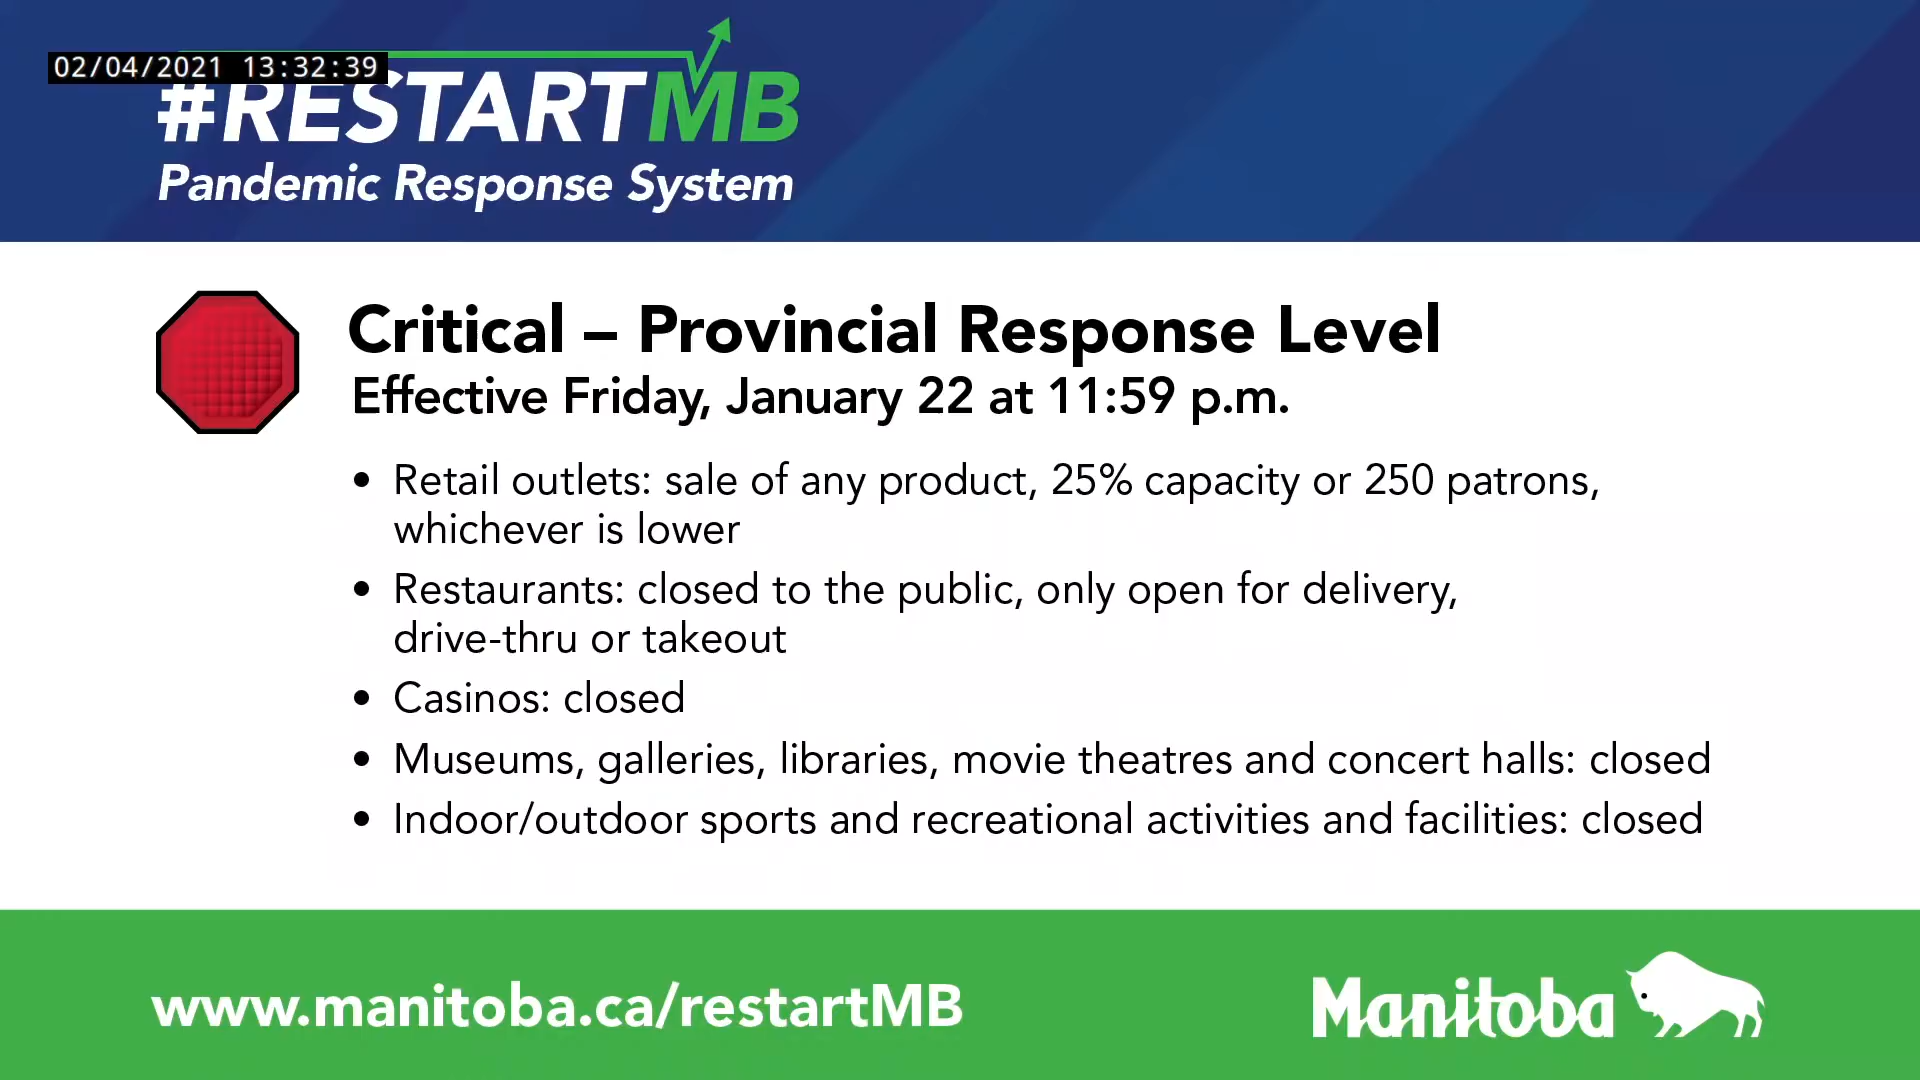 02/04/2021 13:32:39
#RESTARTMB
Pandemic Response System
Critical – Provincial Response Level
Effective Friday, January 22 at 11:59 p.m.
• Retail outlets: sale of any product, 25% capacity or 250 patrons,
whichever is lower
• Restaurants: closed to the public, only open for delivery,
drive-thru or takeout
• Casinos: closed
• Museums, galleries, libraries, movie theatres and concert halls: closed
• Indoor/outdoor sports and recreational activities and facilities: closed
www.manitoba.ca/restartMB
Manitoba